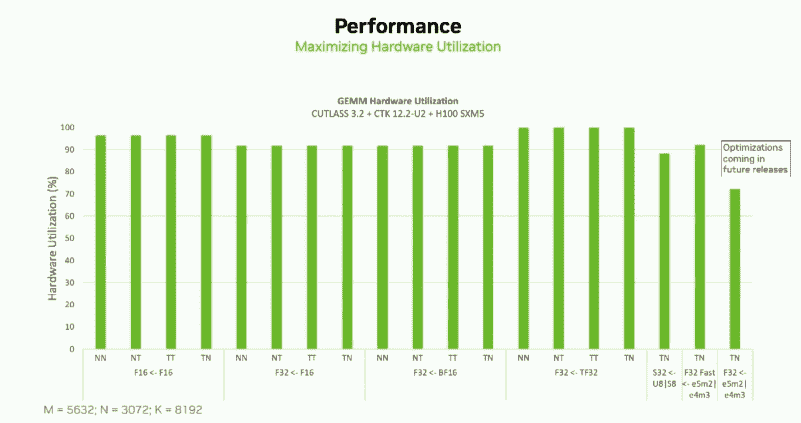 Performance
Maximizing Hardware Utilization
GEMM Hardware Utilization
CUTLASS 3.2 + CTK 12.2-U2 + H100 SXM5
Hardware Utilization (%)
100
90
80
70
60
50
40
30
20
10
0
Optimizations
coming in
future releases
NN NT TT TN NN NT TT TN NN NT TT TN NN NT TT TN TN TN TN
F16 <- F16 F32 <- F16 F32 <- BF16 F32 <- TF32
S32 <-
U8|S8
F32 Fast
<- e5m2|
e4m3
F32 <-
e5m2|
e4m3
M = 5632; N = 3072; K = 8192